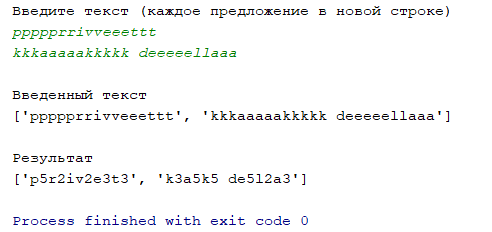 Введите текст (каждое предложение в новой строке)
ppppprrivveeettt
kkkaaaaakkkkk deeeeellaaa
Введенный текст
['ppppprrivveeettt', 'kkkaaaaakkkkk deeeeellaaa']
Результат
['p5r2iv2e3t3', 'k3a5k5 de5l2a3']
Process finished with exit code 0